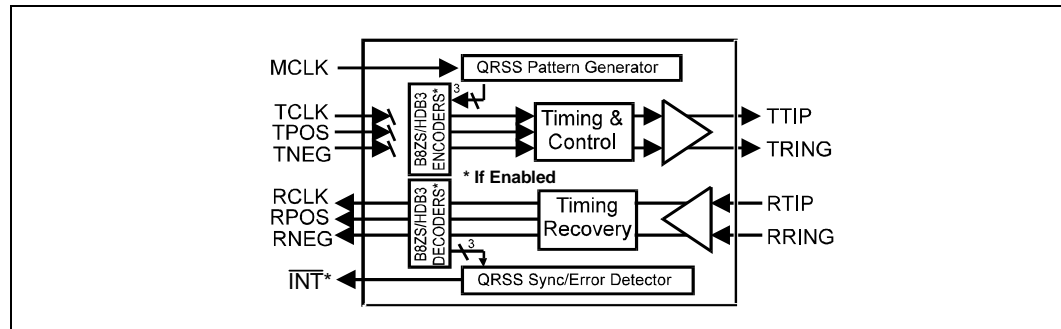 MCLK
QRSS Pattern Generator
3
TCLK
TPOS
TNEG
B8ZS/HDB3
ENCODERS*
Timing &
Control
TTIP
TRING
* If Enabled
RCLK
RPOS
RNEG
B8ZS/HDB3
DECODERS*
Timing
Recovery
RTIP
RRING
3
INT*
QRSS Sync/Error Detector